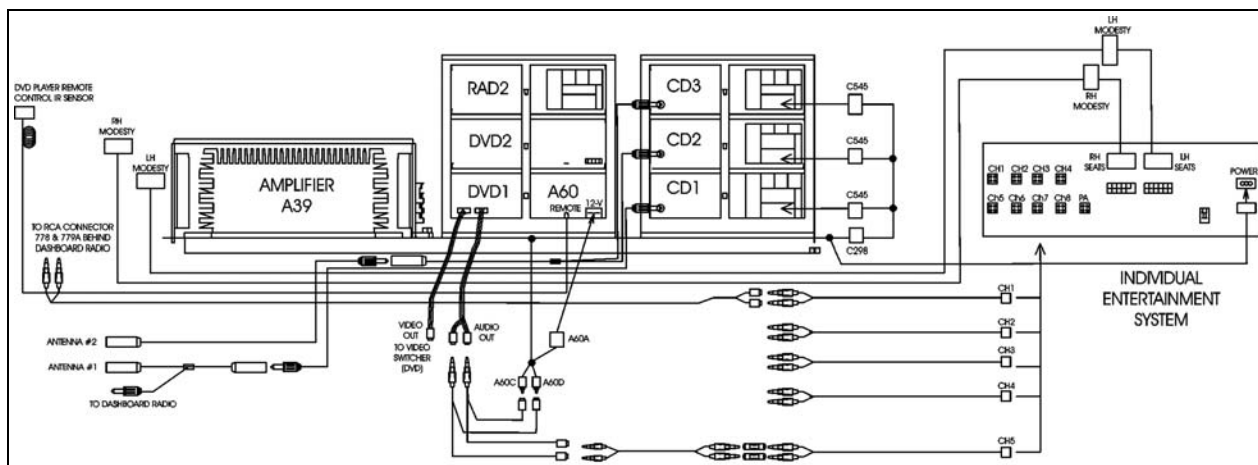 DVD PLAYER REMOTE
CONTROL IR SENSOR
RH
MODESTY
LH
MODESTY
AMPLIFIER
A39
RAD2
DVD2
DVD1
A60
REMOTE
12-V
CD3
CD2
CD1
C545
C545
C545
C298
LH
MODESTY
RH
MODESTY
RH
SEATS
LH
SEATS
POWER
CH1
CH2
CH3
CH4
Ch5
Ch6
Ch7
Ch8
PA
INDIVIDUAL
ENTERTAINMENT
SYSTEM
TO RCA CONNECTOR
778 & 779A BEHIND
DASHBOARD RADIO
ANTENNA #2
ANTENNA #1
TO DASHBOARD RADIO
VIDEO
OUT
TO VIDEO
SWITCHER
(DVD)
AUDIO
OUT
A60A
A60C
A60D
CH1
CH2
CH3
CH4
CH5